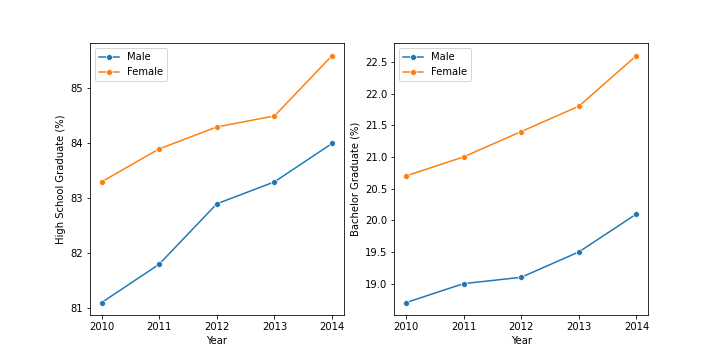 Male
Female
85
84
83
82
81
High School Graduate (%)
2010 2011 2012 2013 2014
Year
Male
Female
22.5
22.0
21.5
21.0
20.5
20.0
19.5
19.0
Bachelor Graduate (%)
2010 2011 2012 2013 2014
Year